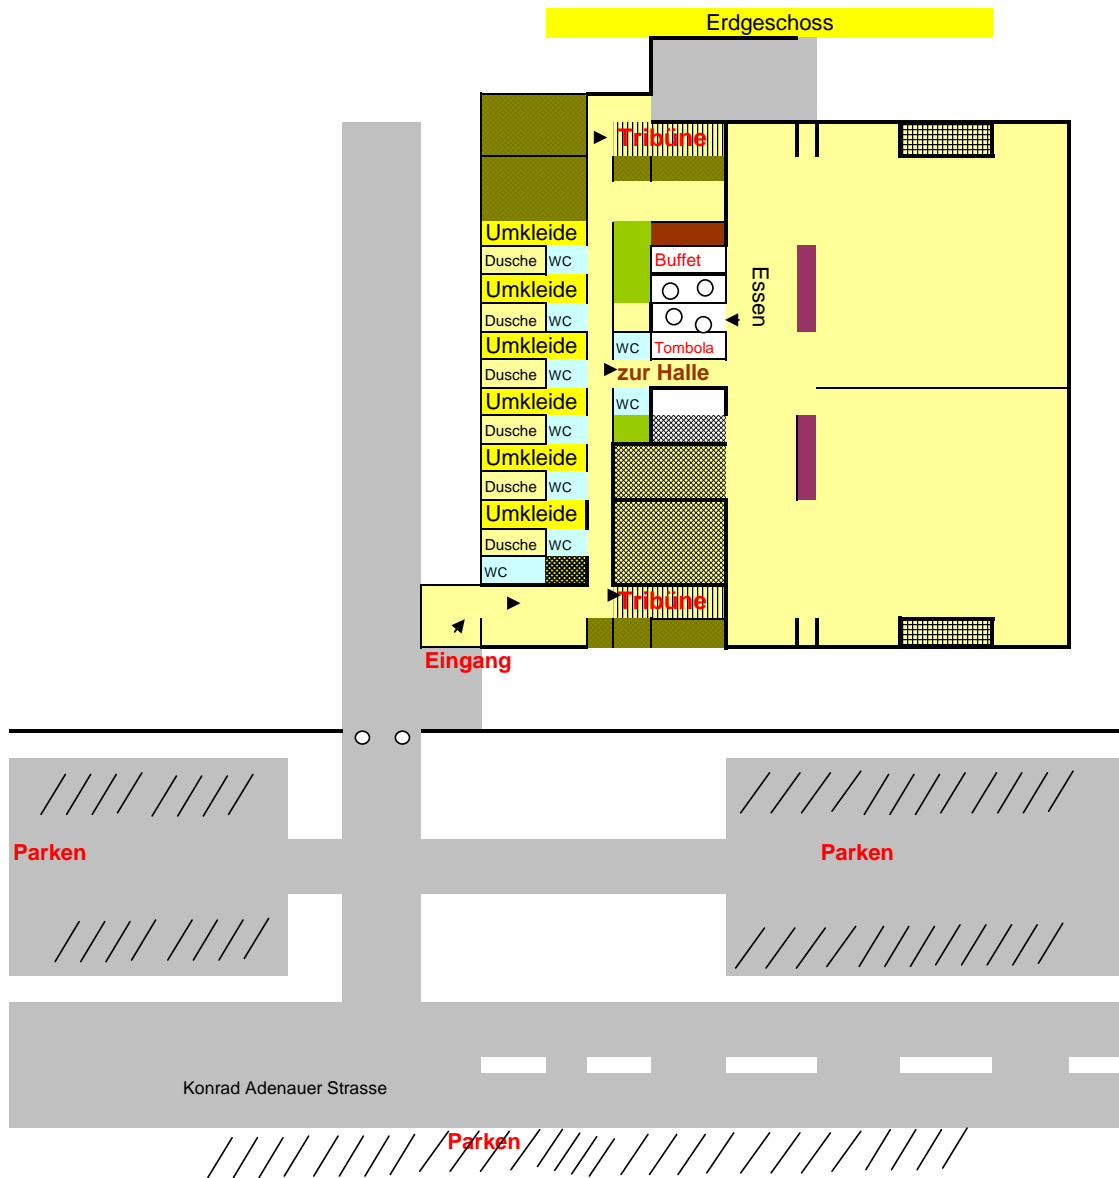 Erdgeschoss
Tribüne
Umkleide
Dusche WC
Buffet
Essen
Umkleide
Dusche WC
Umkleide
WC Tombola
Dusche WC
zur Halle
Umkleide
WC
Dusche WC
Umkleide
Dusche WC
Umkleide
Dusche WC
WC
Tribüne
Eingang
Parken
Parken
Konrad Adenauer Strasse
Parken